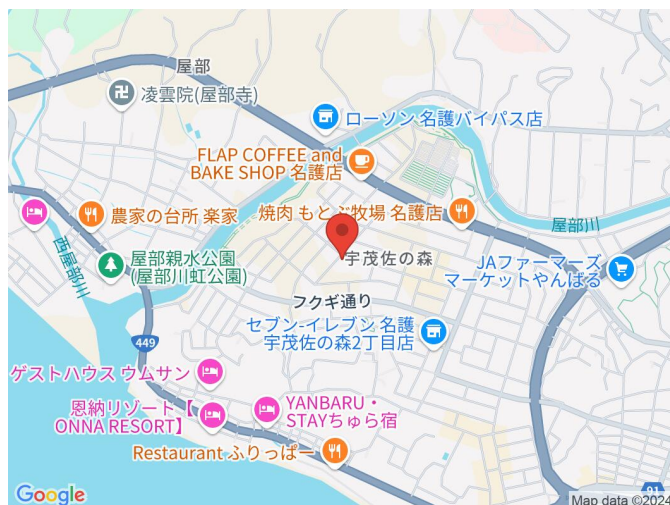 屋部
凌雲院(屋部寺)
ローソン 名護バイパス店
FLAP COFFEE and
BAKE SHOP 名護店
農家の台所 楽家
焼肉 もとぶ牧場 名護店
屋部川
西屋部川
屋部親水公園
(屋部川虹公園)
宇茂佐の森
JAファーマーズ
マーケットやんばる
フクギ通り
セブン-イレブン 名護
宇茂佐の森2丁目店
449
ゲストハウス ウムサン
恩納リゾート【
ONNA RESORT】
YANBARU・
STAYちゅら宿
Restaurant ふりっぱー
91
Google
Map data ©2024